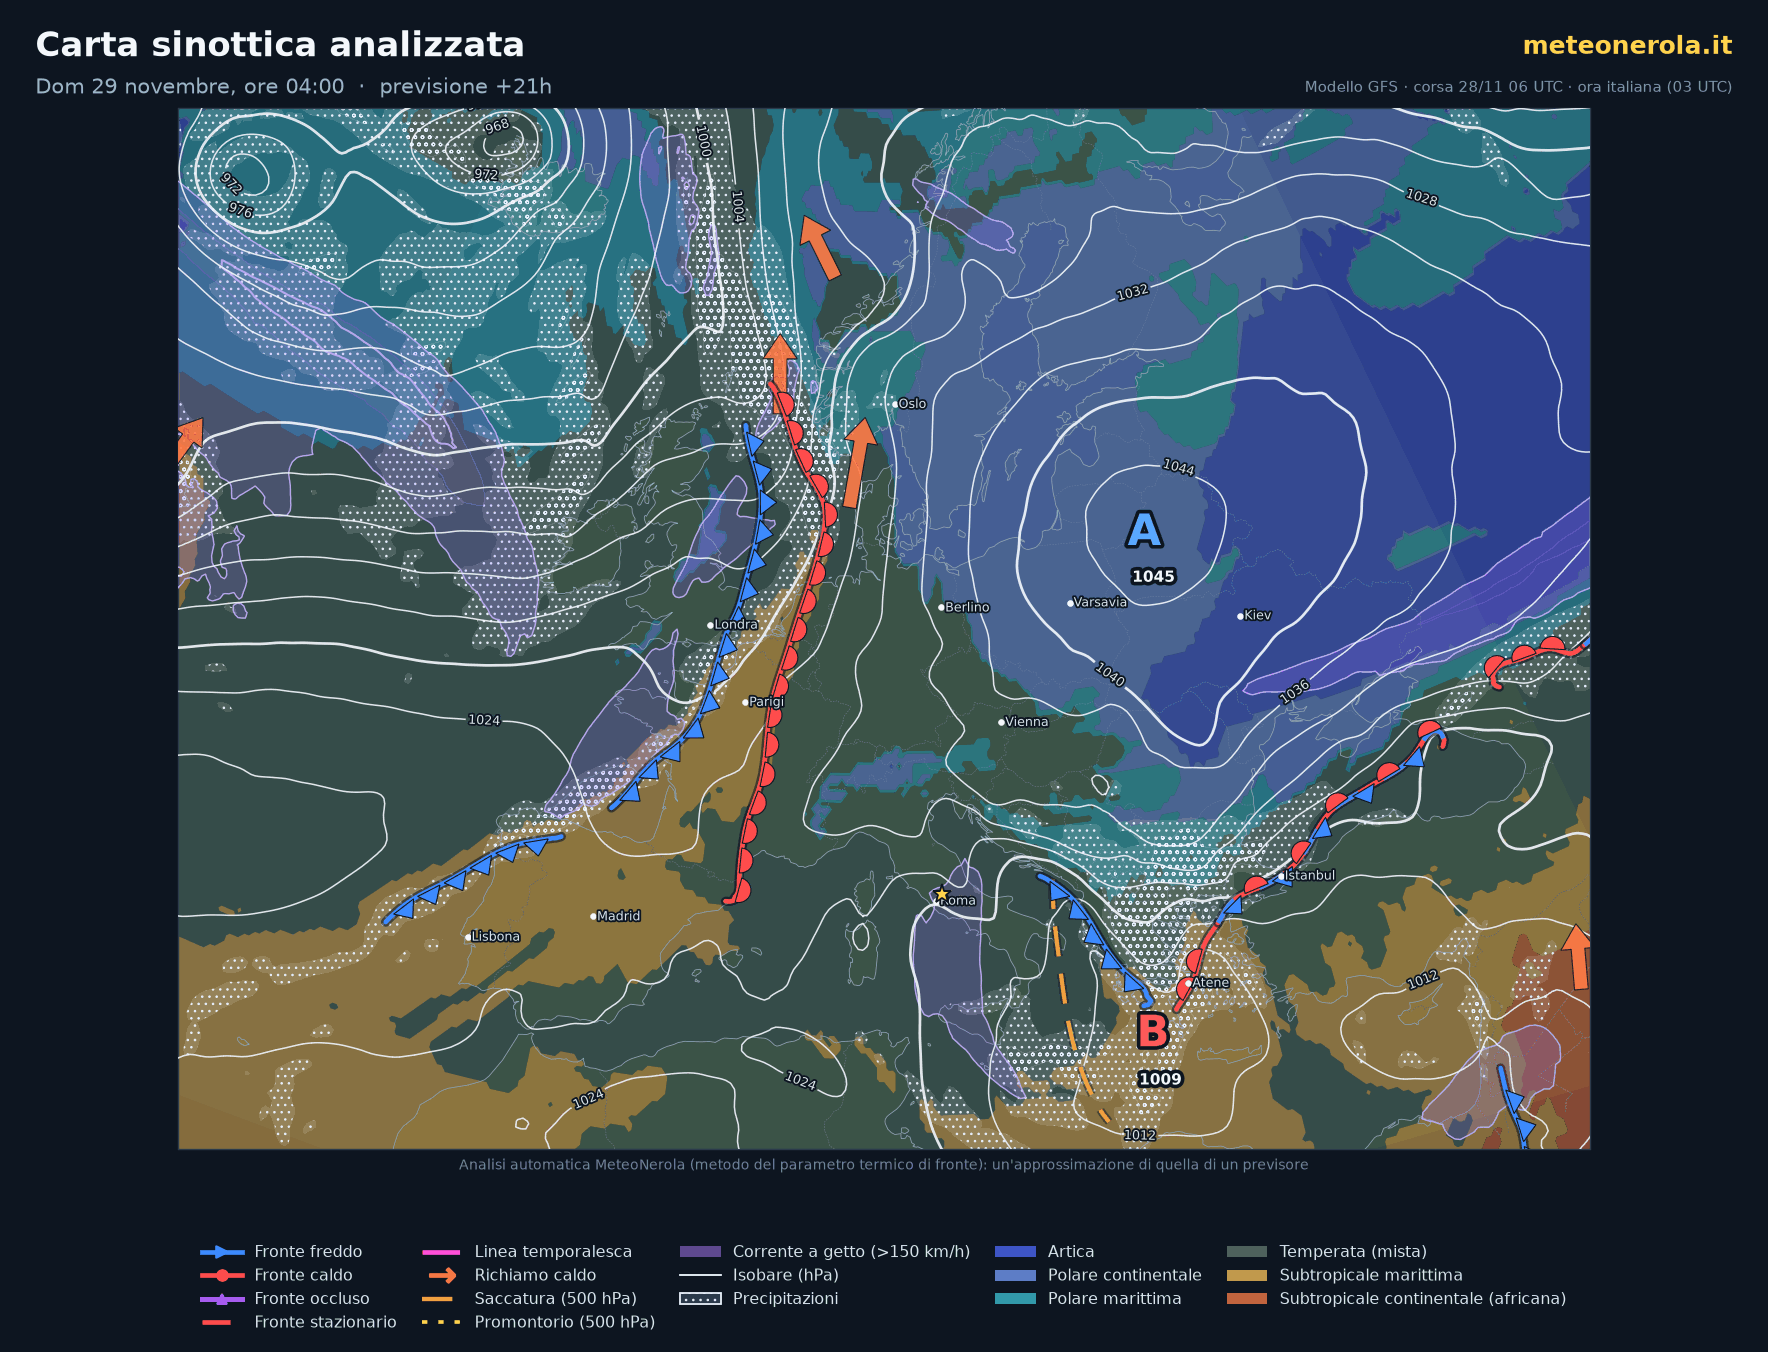 Carta sinottica analizzata
meteonerola.it
Dom 29 novembre, ore 04:00 · previsione +21h
Modello GFS · corsa 28/11 06 UTC · ora italiana (03 UTC)
968
1000
972
972
976
1004
1028
1032
Oslo
1044
A
1045
Berlino
Varsavia
Kiev
Londra
1040
1036
Parigi
1024
Vienna
Istanbul
Roma
Madrid
Lisbona
Atene
1012
B
1009
1024
1024
1012
Analisi automatica MeteoNerola (metodo del parametro termico di fronte): un'approssimazione di quella di un previsore
Fronte freddo
Fronte caldo
Fronte occluso
Fronte stazionario
Linea temporalesca
Richiamo caldo
Saccatura (500 hPa)
Promontorio (500 hPa)
Corrente a getto (>150 km/h)
Isobare (hPa)
Precipitazioni
Artica
Polare continentale
Polare marittima
Temperata (mista)
Subtropicale marittima
Subtropicale continentale (africana)